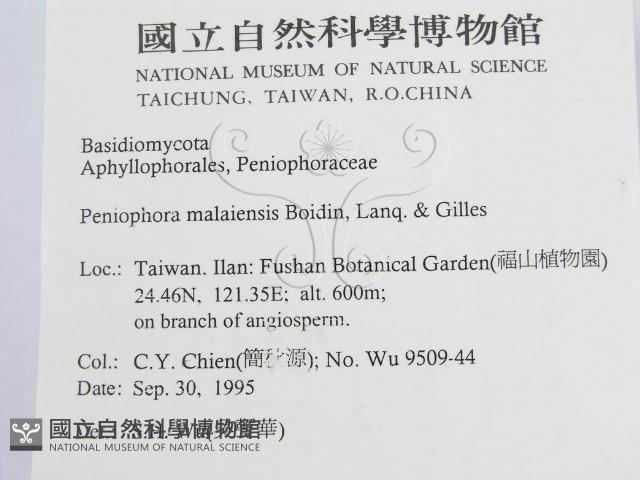 國立自然科學博物館
NATIONAL MUSEUM OF NATURAL SCIENCE
TAICHUNG, TAIWAN, R.O.CHINA
Basidiomycota
Aphyllophorales, Peniophoraceae
Peniophora malaiensis Boidin, Lanq. & Gilles
Loc.: Taiwan. Ilan: Fushan Botanical Garden(福山植物園)
24.46N, 121.35E; alt. 600m;
on branch of angiosperm.
Col.: C.Y. Chien(簡秋源); No. Wu 9509-44
Date: Sep. 30, 1995
國立自然科學博物館
NATIONAL MUSEUM OF NATURAL SCIENCE